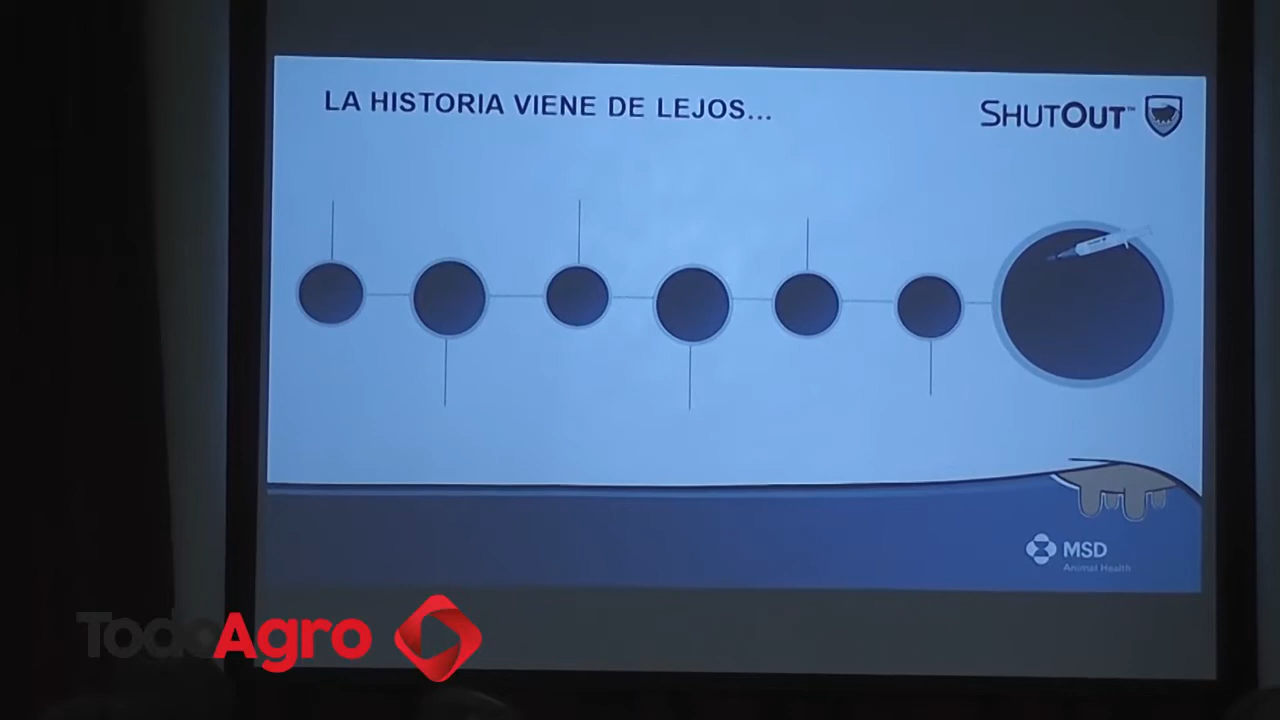 LA HISTORIA VIENE DE LEJOS...
SHUTOUT™
MSD
Animal Health
TodoAgro